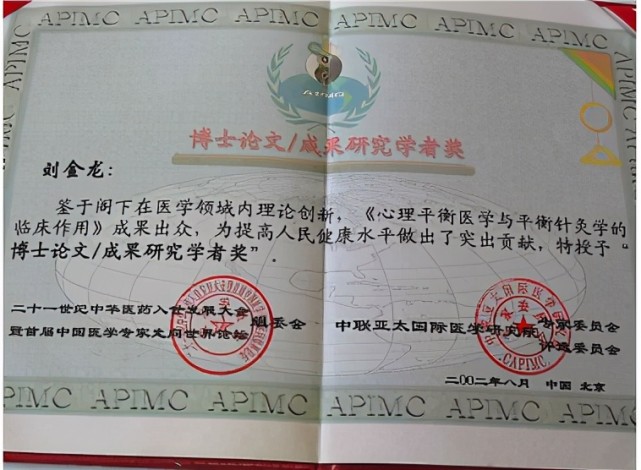 APIMC APIMC APIMC APIMC APIMC APIMC
博士论文/成果研究学者奖
刘金龙：
鉴于阁下在医学领域内理论创新，《心理平衡医学与平衡针灸学的
临床作用》成果出众，为提高人民健康水平做出了突出贡献，特授予“
博士论文/成果研究学者奖”．
二十一世纪中华医药入世发展大会
暨首届中国医学专家走向世界论坛
组委会
中联亚太国际医学研究院
专家委员会
评选委员会
CAPIMC
二00二年八月　中国 北京
APIMC APIMC APIMC APIMC APIMC APIMC